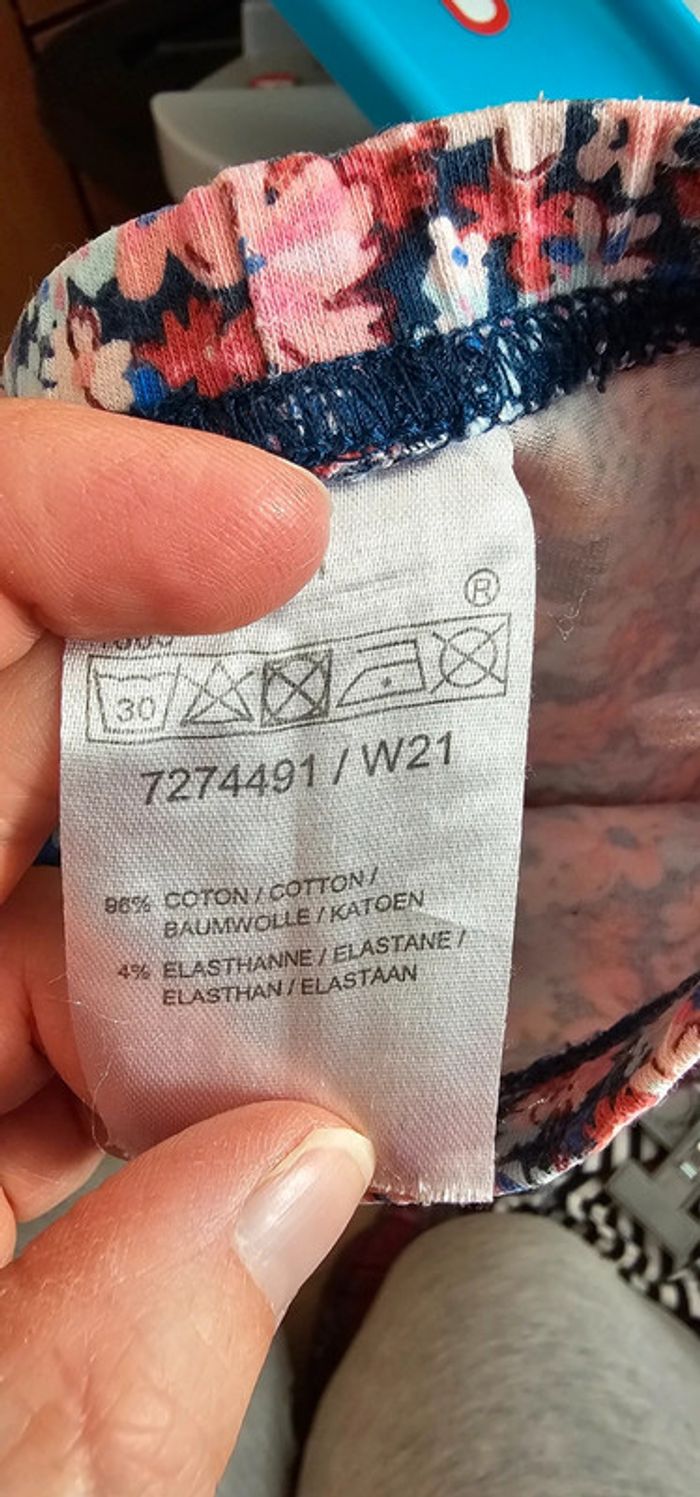 ®
30
7274491 / W21
96% COTON / COTTON /
BAUMWOLLE / KATOEN
4% ELASTHANNE / ELASTANE /
ELASTHAN / ELASTAAN